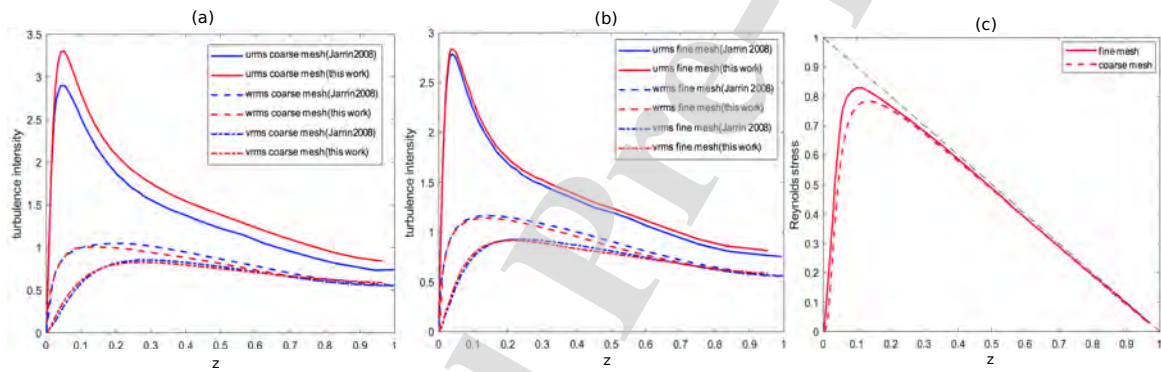 (a)
turbulence intensity
3.5
3
2.5
2
1.5
1
0.5
0
urms coarse mesh(Jarrin2008)
urms coarse mesh(this work)
wrms coarse mesh(Jarrin2008)
wrms coarse mesh(this work)
vrms coarse mesh(Jarrin2008)
vrms coarse mesh(this work)
0 0.1 0.2 0.3 0.4 0.5 0.6 0.7 0.8 0.9 1
z
(b)
turbulence intensity
3.5
3
2.5
2
1.5
1
0.5
0
urms fine mesh(Jarrin2008)
urms fine mesh(this work)
wrms fine mesh(Jarrin2008)
wrms fine mesh(this work)
vrms fine mesh(Jarrin 2008)
vrms fine mesh(this work)
0 0.1 0.2 0.3 0.4 0.5 0.6 0.7 0.8 0.9 1
z
(c)
Reynolds stress
1
0.9
0.8
0.7
0.6
0.5
0.4
0.3
0.2
0.1
0
fine mesh
coarse mesh
0 0.1 0.2 0.3 0.4 0.5 0.6 0.7 0.8 0.9 1
z